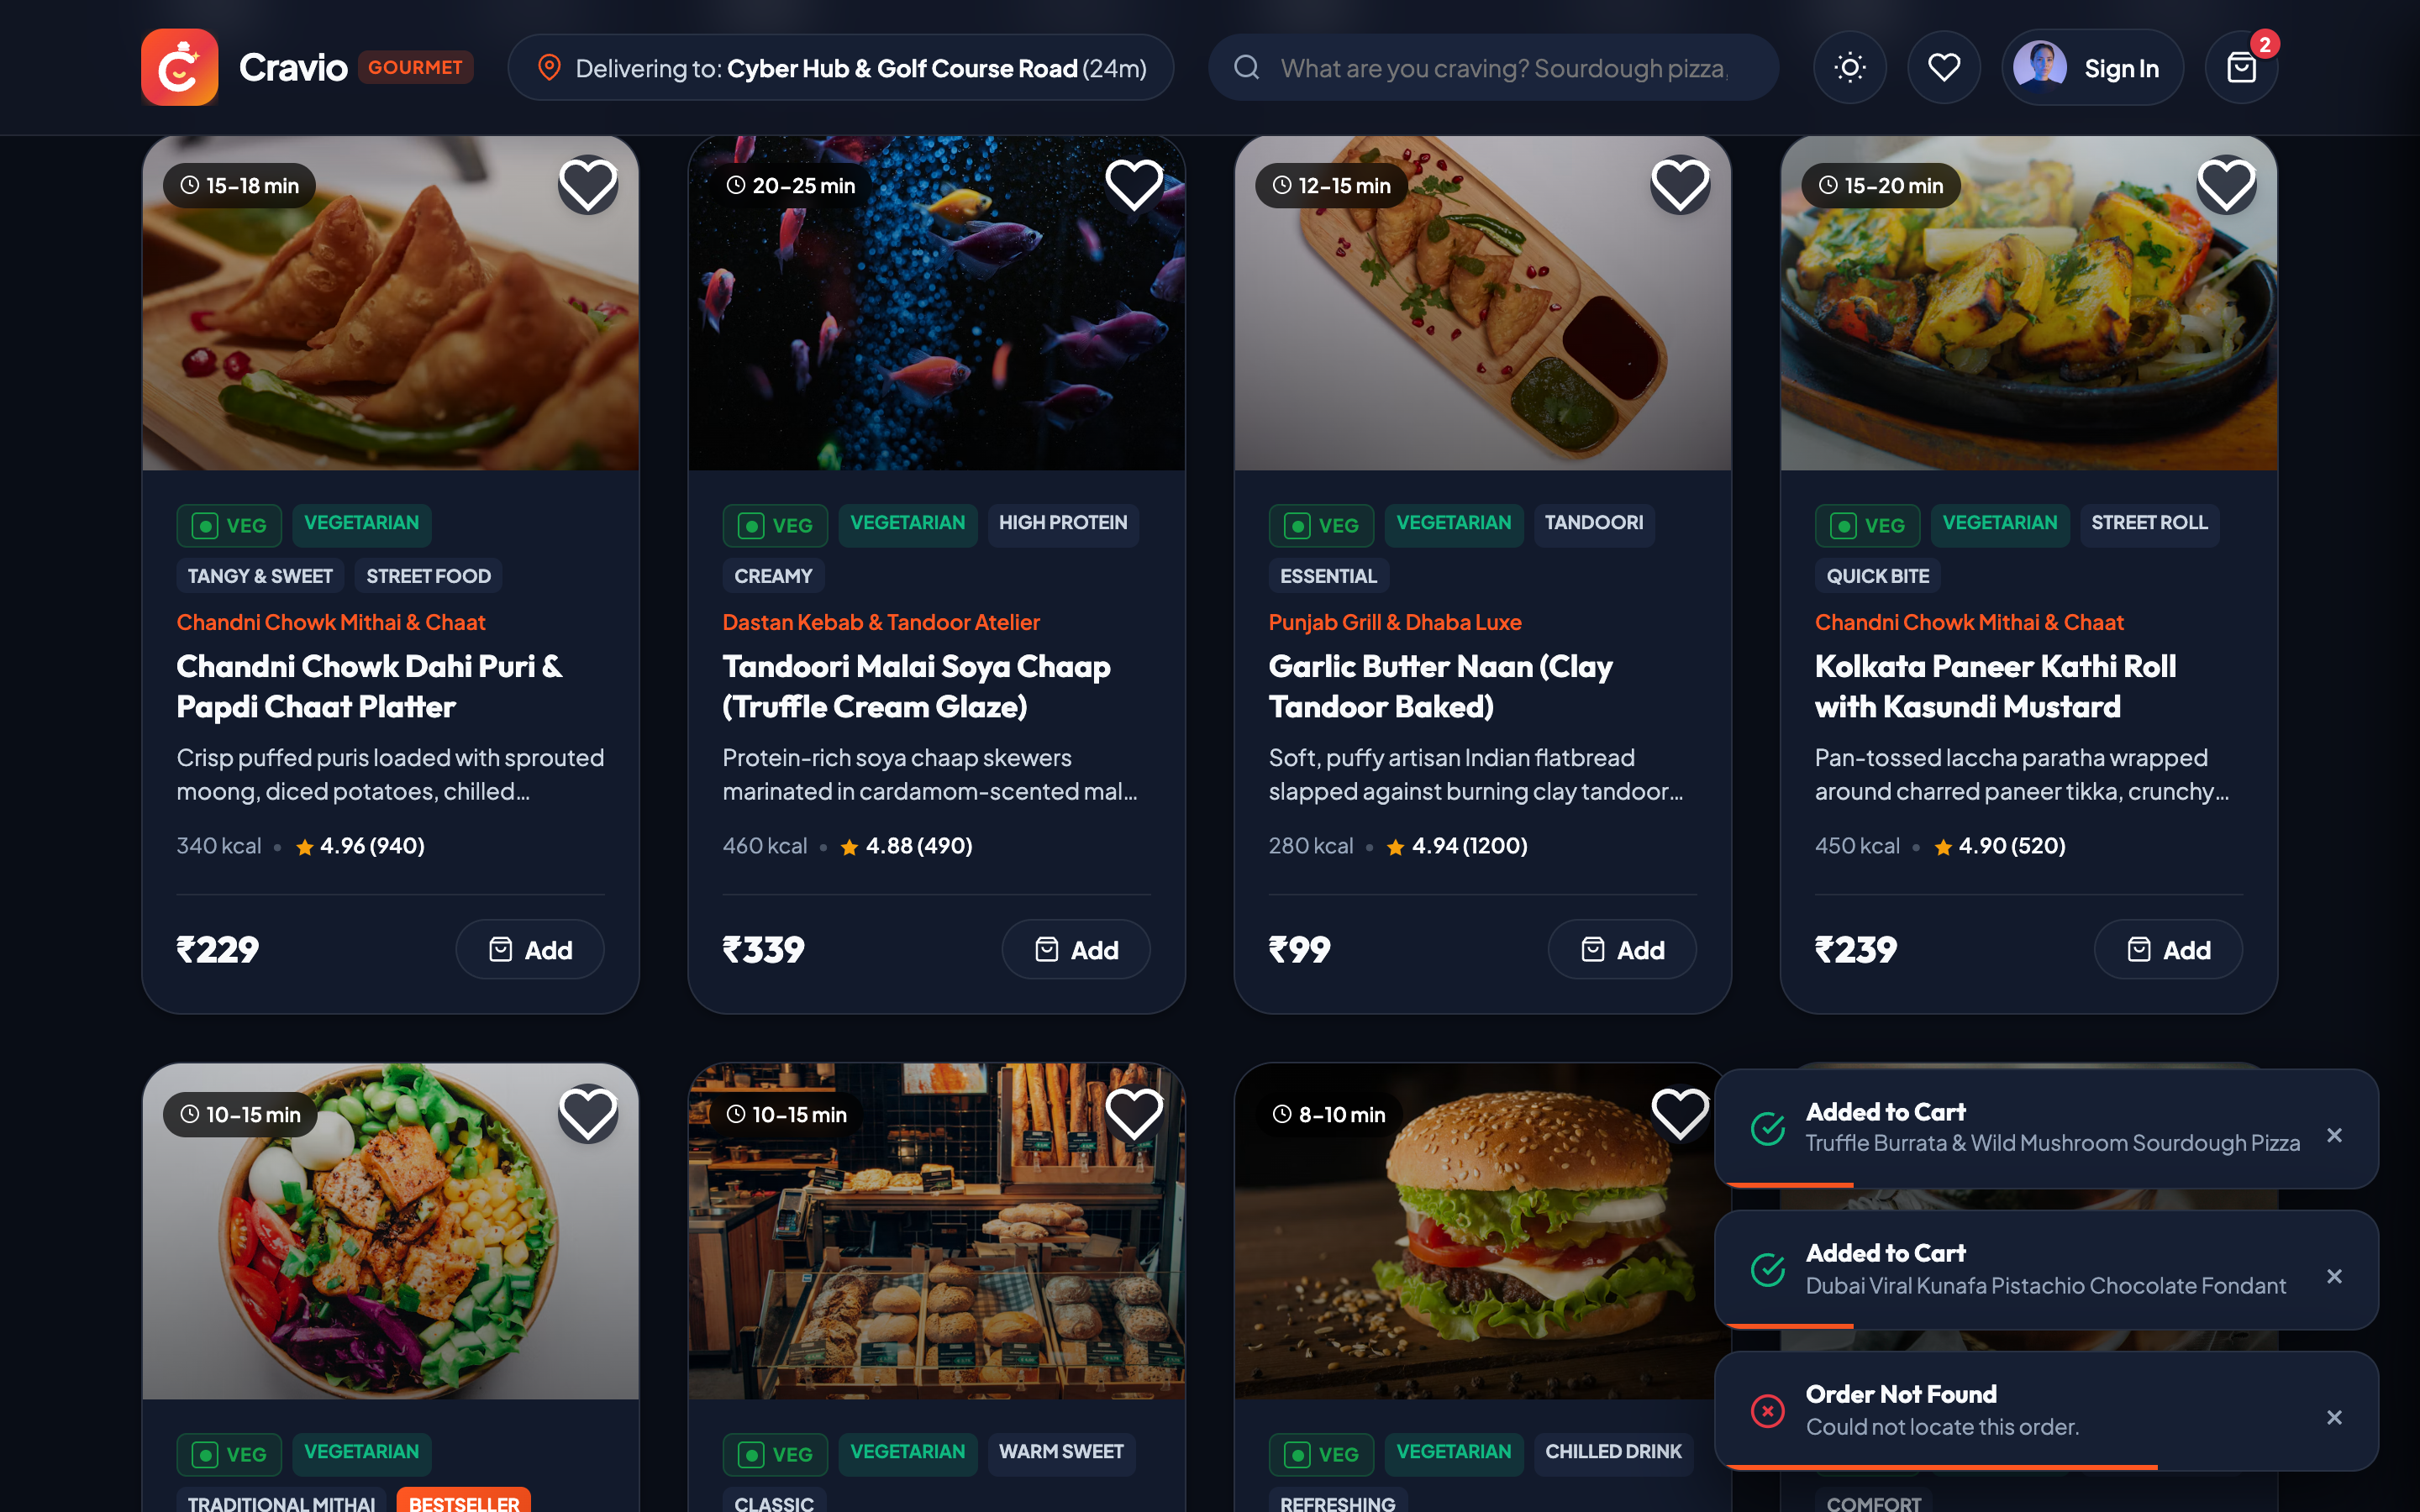 Cravio GOURMET Delivering to: Cyber Hub & Golf Course Road (24m) What are you craving? Sourdough pizza, Sign In 2
15–18 min 20–25 min 12–15 min 15–20 min
VEG VEGETARIAN
TANGY & SWEET STREET FOOD
Chandni Chowk Mithai & Chaat
Chandni Chowk Dahi Puri &
Papdi Chaat Platter
Crisp puffed puris loaded with sprouted
moong, diced potatoes, chilled...
340 kcal • 4.96 (940)
₹229 Add
VEG VEGETARIAN HIGH PROTEIN
CREAMY
Dastan Kebab & Tandoor Atelier
Tandoori Malai Soya Chaap
(Truffle Cream Glaze)
Protein-rich soya chaap skewers
marinated in cardamom-scented mal...
460 kcal • 4.88 (490)
₹339 Add
VEG VEGETARIAN TANDOORI
ESSENTIAL
Punjab Grill & Dhaba Luxe
Garlic Butter Naan (Clay
Tandoor Baked)
Soft, puffy artisan Indian flatbread
slapped against burning clay tandoor...
280 kcal • 4.94 (1200)
₹99 Add
VEG VEGETARIAN STREET ROLL
QUICK BITE
Chandni Chowk Mithai & Chaat
Kolkata Paneer Kathi Roll
with Kasundi Mustard
Pan-tossed laccha paratha wrapped
around charred paneer tikka, crunchy...
450 kcal • 4.90 (520)
₹239 Add
10–15 min 10–15 min 8–10 min
VEG VEGETARIAN
TRADITIONAL MITHAI BESTSELLER
VEG VEGETARIAN WARM SWEET
CLASSIC
VEG VEGETARIAN CHILLED DRINK
REFRESHING
COMFORT
Added to Cart
Truffle Burrata & Wild Mushroom Sourdough Pizza
Added to Cart
Dubai Viral Kunafa Pistachio Chocolate Fondant
Order Not Found
Could not locate this order.